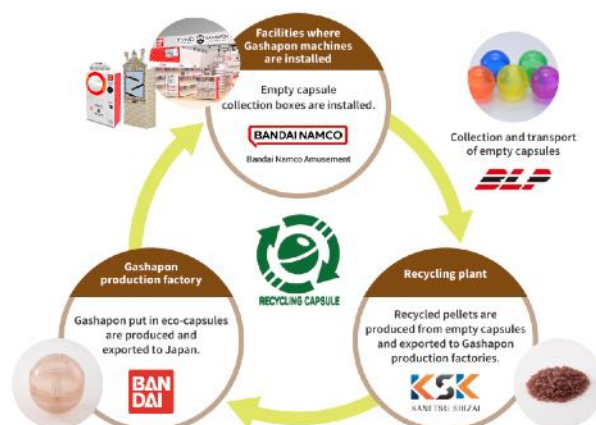 Facilities where
Gashapon machines
are installed
Empty capsule
collection boxes are installed.
BANDAI NAMCO
Bandai Namco Amusement
Collection and transport
of empty capsules
BLP
Gashapon
production factory
Gashapon put in eco-capsules
are produced and
exported to Japan.
BAN
DAI
RECYCLING CAPSULE
Recycling plant
Recycled pellets are
produced from empty capsules
and exported to Gashapon
production factories.
KSK
KANETSU SHIZAI